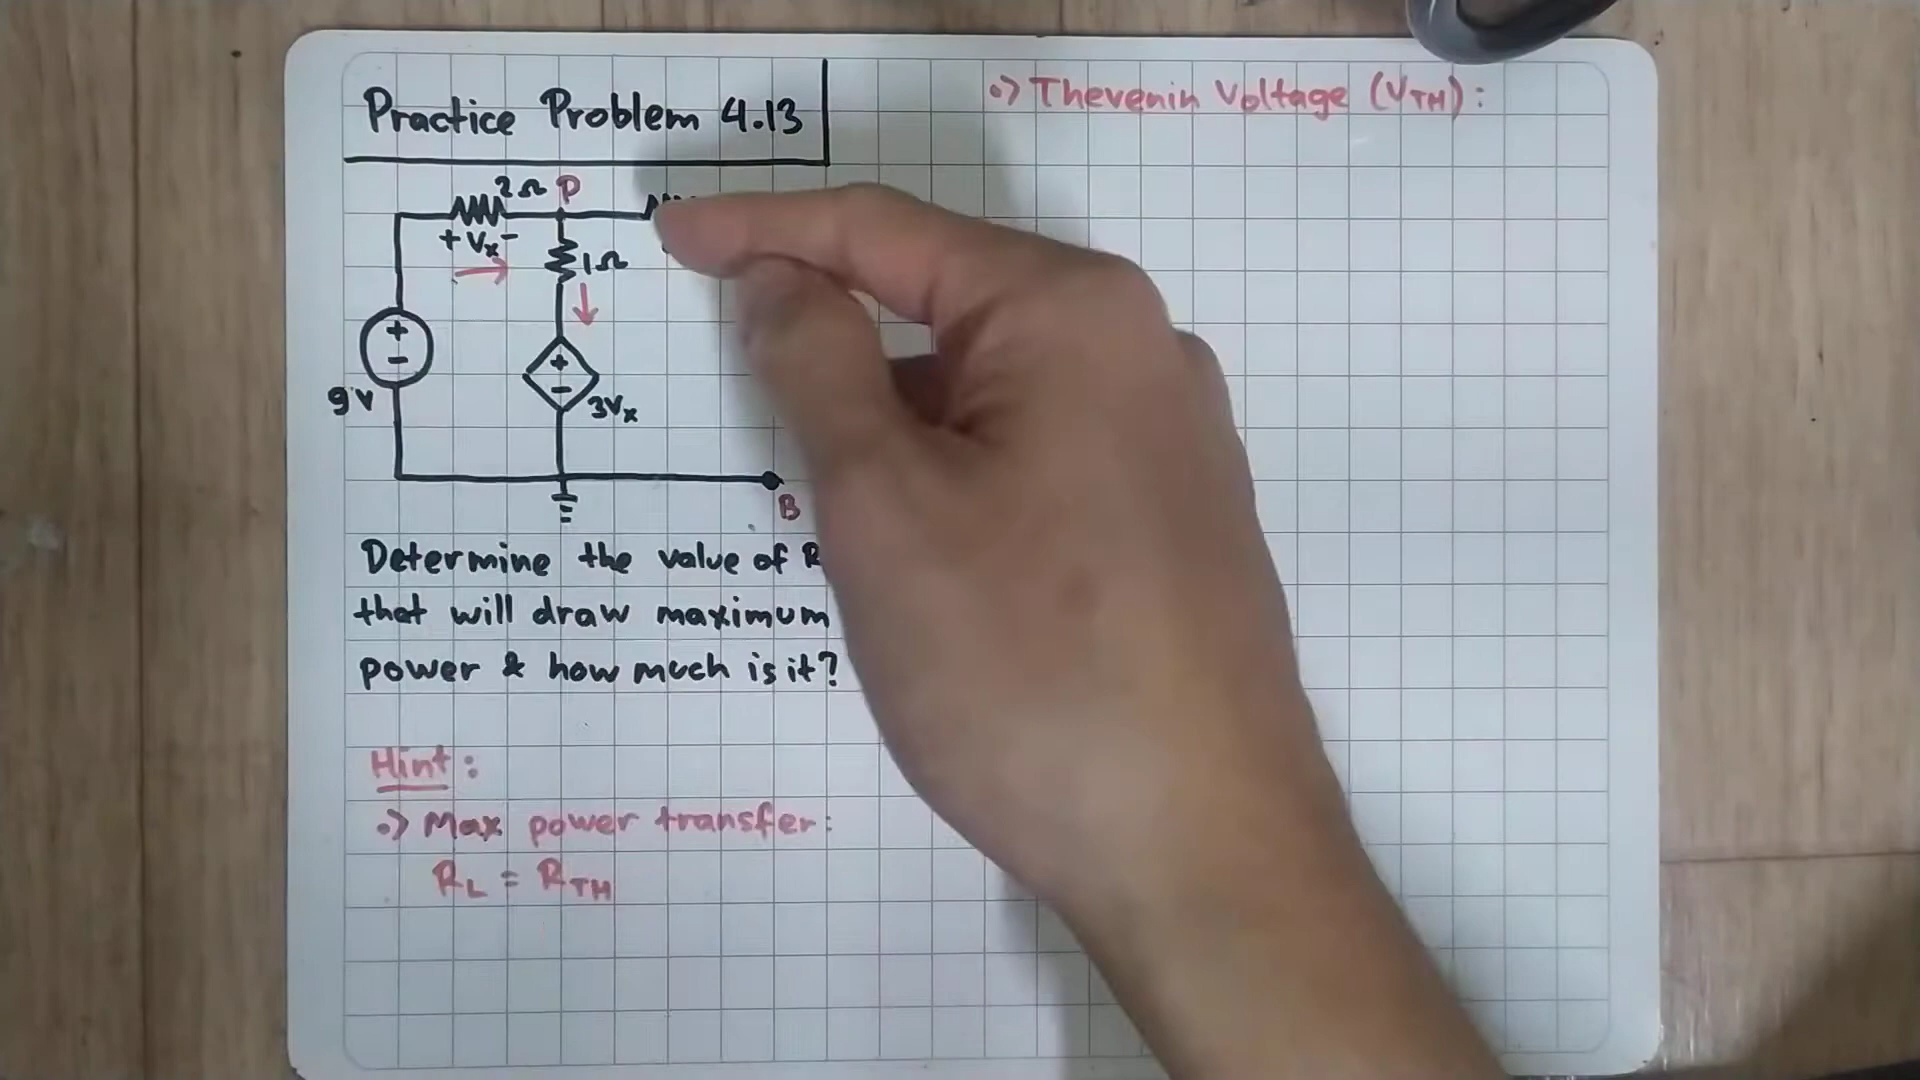 Practice Problem 4.13
•> Thevenin Voltage (VTH):
2Ω P
+ Vx -
1Ω
+
-
9V
+
-
3Vx
B
Determine the value of R
that will draw maximum
power & how much is it?
Hint:
•> Max power transfer:
RL = RTH